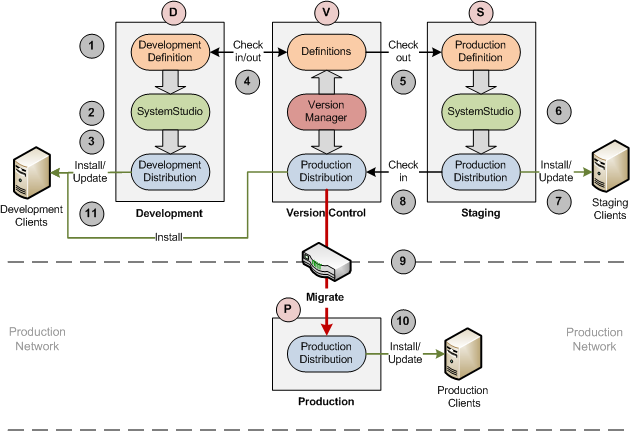 D
V
S
1
Development
Definition
Check
in/out
4
Definitions
Check
out
5
Production
Definition
2
SystemStudio
Version
Manager
SystemStudio
6
3
Install/
Update
Development
Distribution
Production
Distribution
Check
in
8
Production
Distribution
Install/
Update
7
Development
Clients
11
Development
Version Control
Staging
Staging
Clients
Install
9
Migrate
Production
Network
P
10
Production
Distribution
Install/
Update
Production
Network
Production
Clients
Production